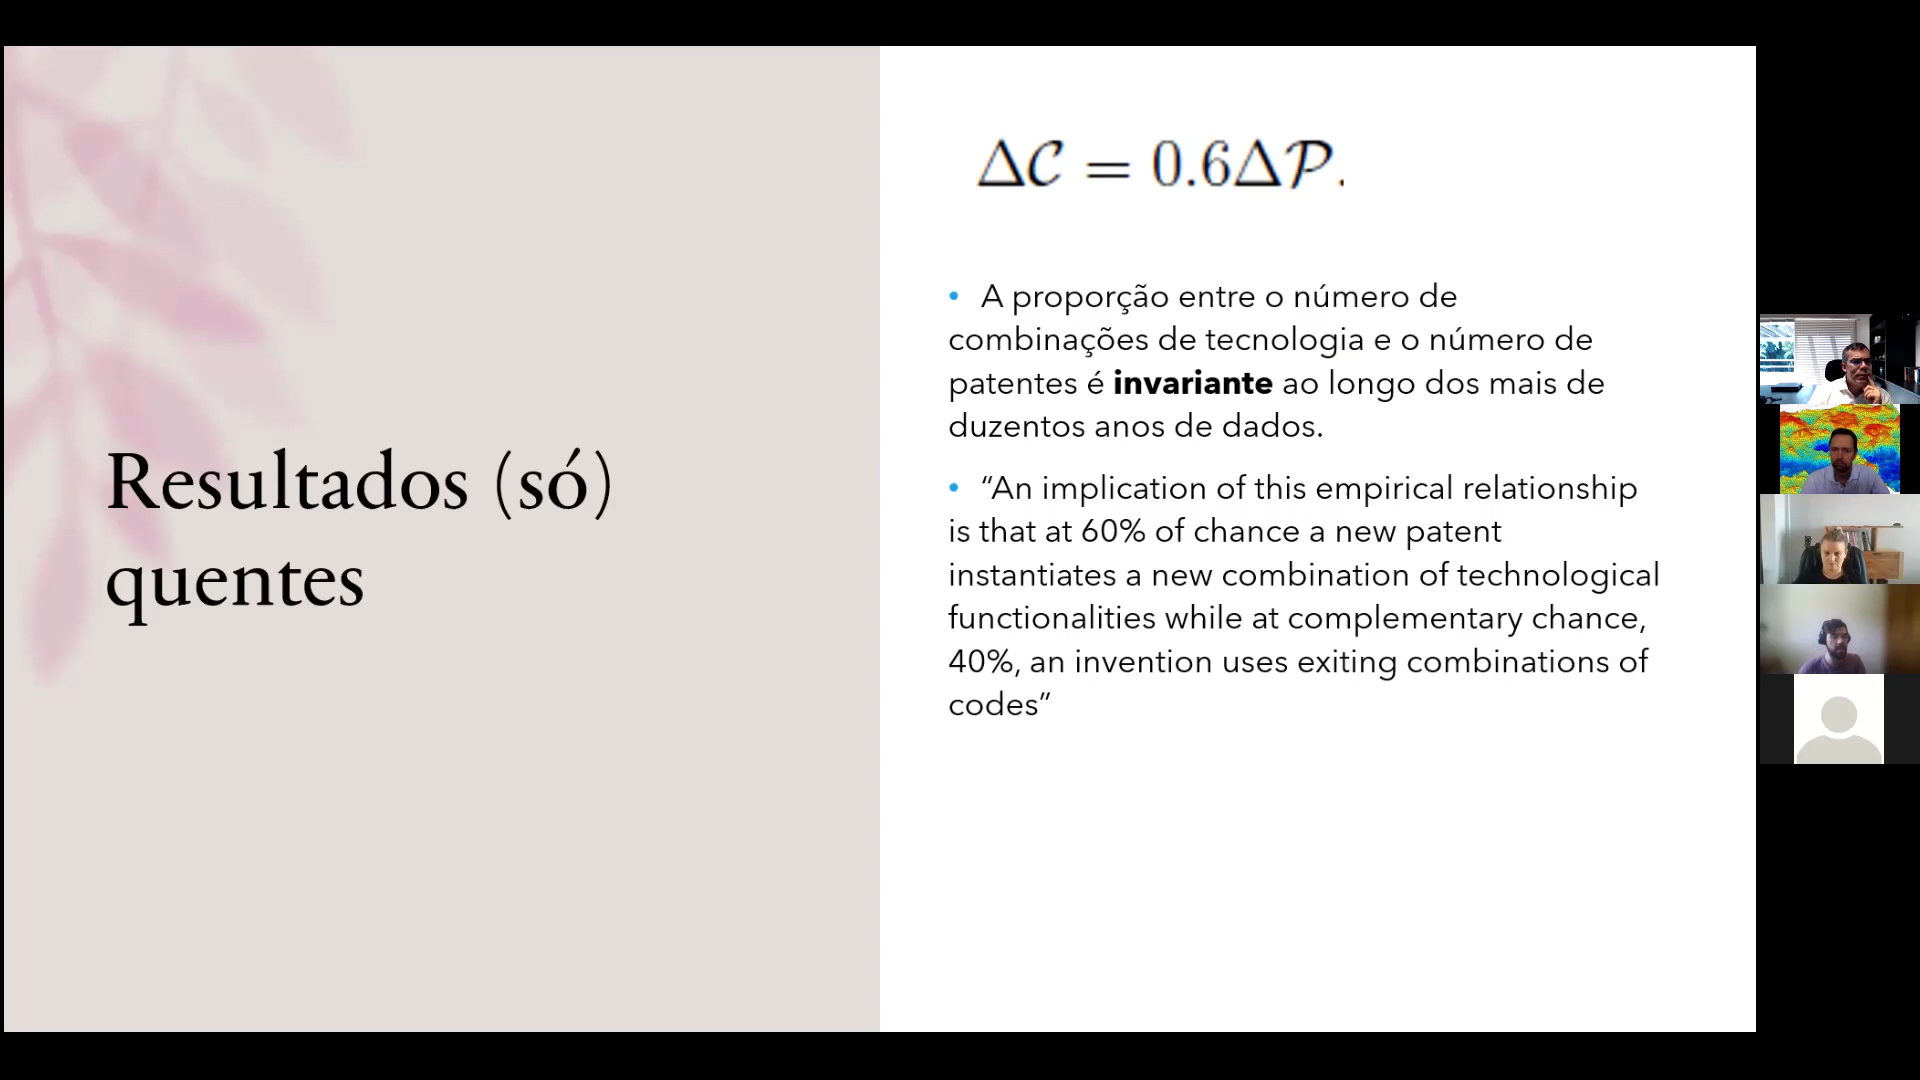 Resultados (só)
quentes
Δ𝒞 = 0.6Δ𝒫.
• A proporção entre o número de
combinações de tecnologia e o número de
patentes é invariante ao longo dos mais de
duzentos anos de dados.
• “An implication of this empirical relationship
is that at 60% of chance a new patent
instantiates a new combination of technological
functionalities while at complementary chance,
40%, an invention uses exiting combinations of
codes”